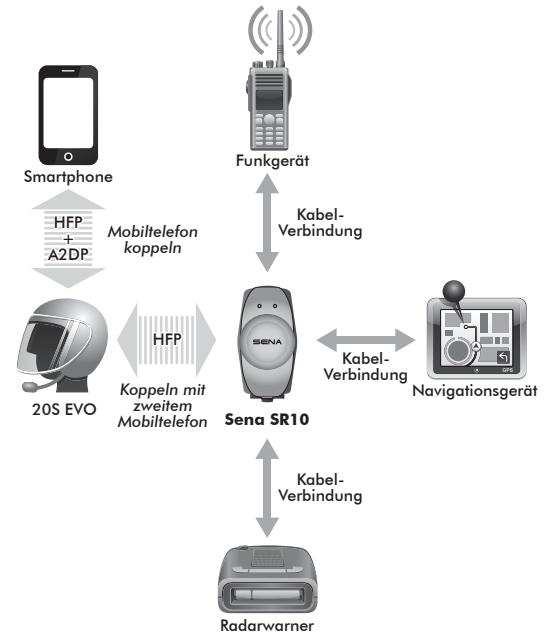 Smartphone
Funkgerät
HFP
+
A2DP
Mobiltelefon
koppeln
Kabel-
Verbindung
20S EVO
HFP
Koppeln mit
zweitem
Mobiltelefon
SENA
Sena SR10
Kabel-
Verbindung
GPS
Navigationsgerät
Kabel-
Verbindung
Radarwarner